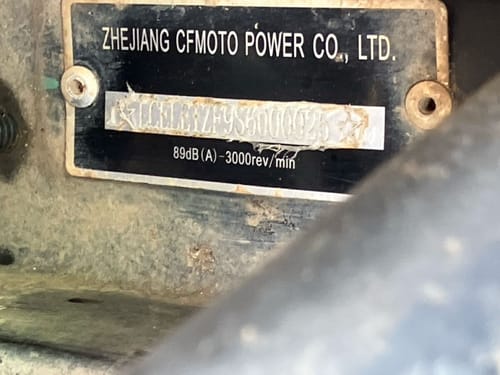 ZHEJIANG CFMOTO POWER CO., LTD.
89dB(A)-3000rev/min